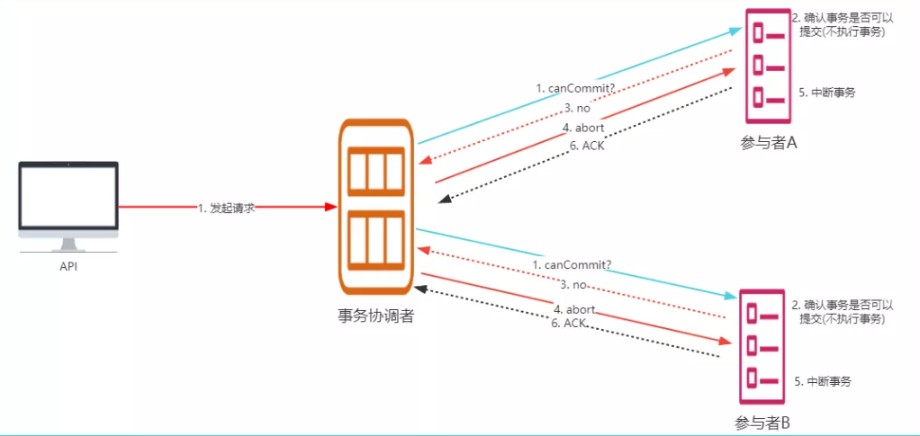 2. 确认事务是否可以
提交(不执行事务)
1. canCommit?
3. no
4. abort
6. ACK
5. 中断事务
参与者A
1. 发起请求
API
事务协调者
1. canCommit?
3. no
4. abort
6. ACK
2. 确认事务是否可以
提交(不执行事务)
5. 中断事务
参与者B